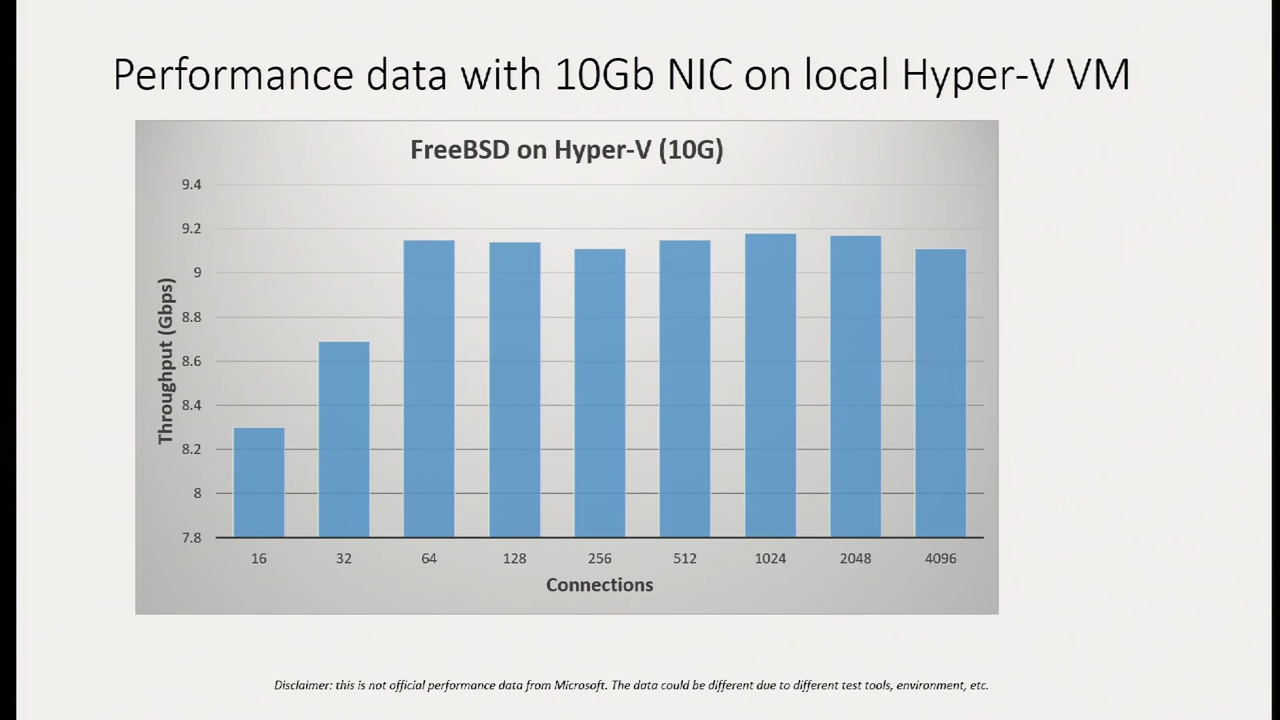 Performance data with 10Gb NIC on local Hyper-V VM
FreeBSD on Hyper-V (10G)
9.4
9.2
9
8.8
8.6
8.4
8.2
8
7.8
Throughput (Gbps)
16 32 64 128 256 512 1024 2048 4096
Connections
Disclaimer: this is not official performance data from Microsoft. The data could be different due to different test tools, environment, etc.